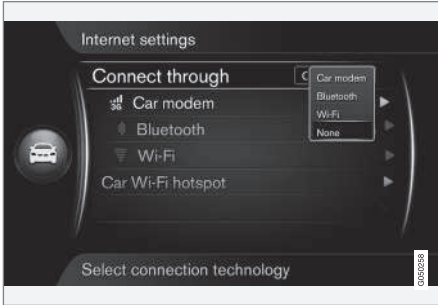 Internet settings
Connect through
Car modem
Bluetooth
Wi-Fi
None
3G Car modem
Bluetooth
Wi-Fi
Car Wi-Fi hotspot
Select connection technology
G050258